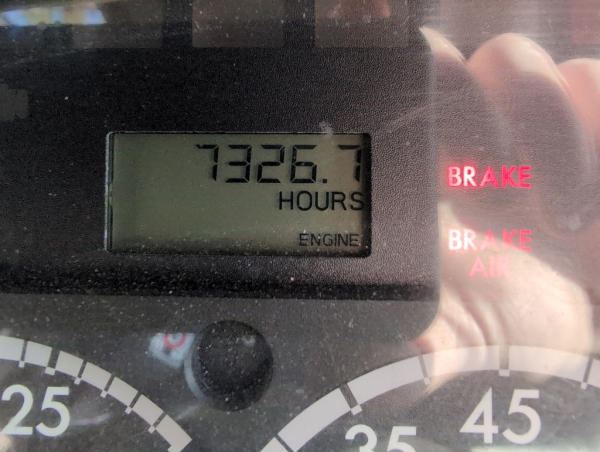 7326.7
HOURS
ENGINE
BRAKE
BRAKE
AIR
25
35
45